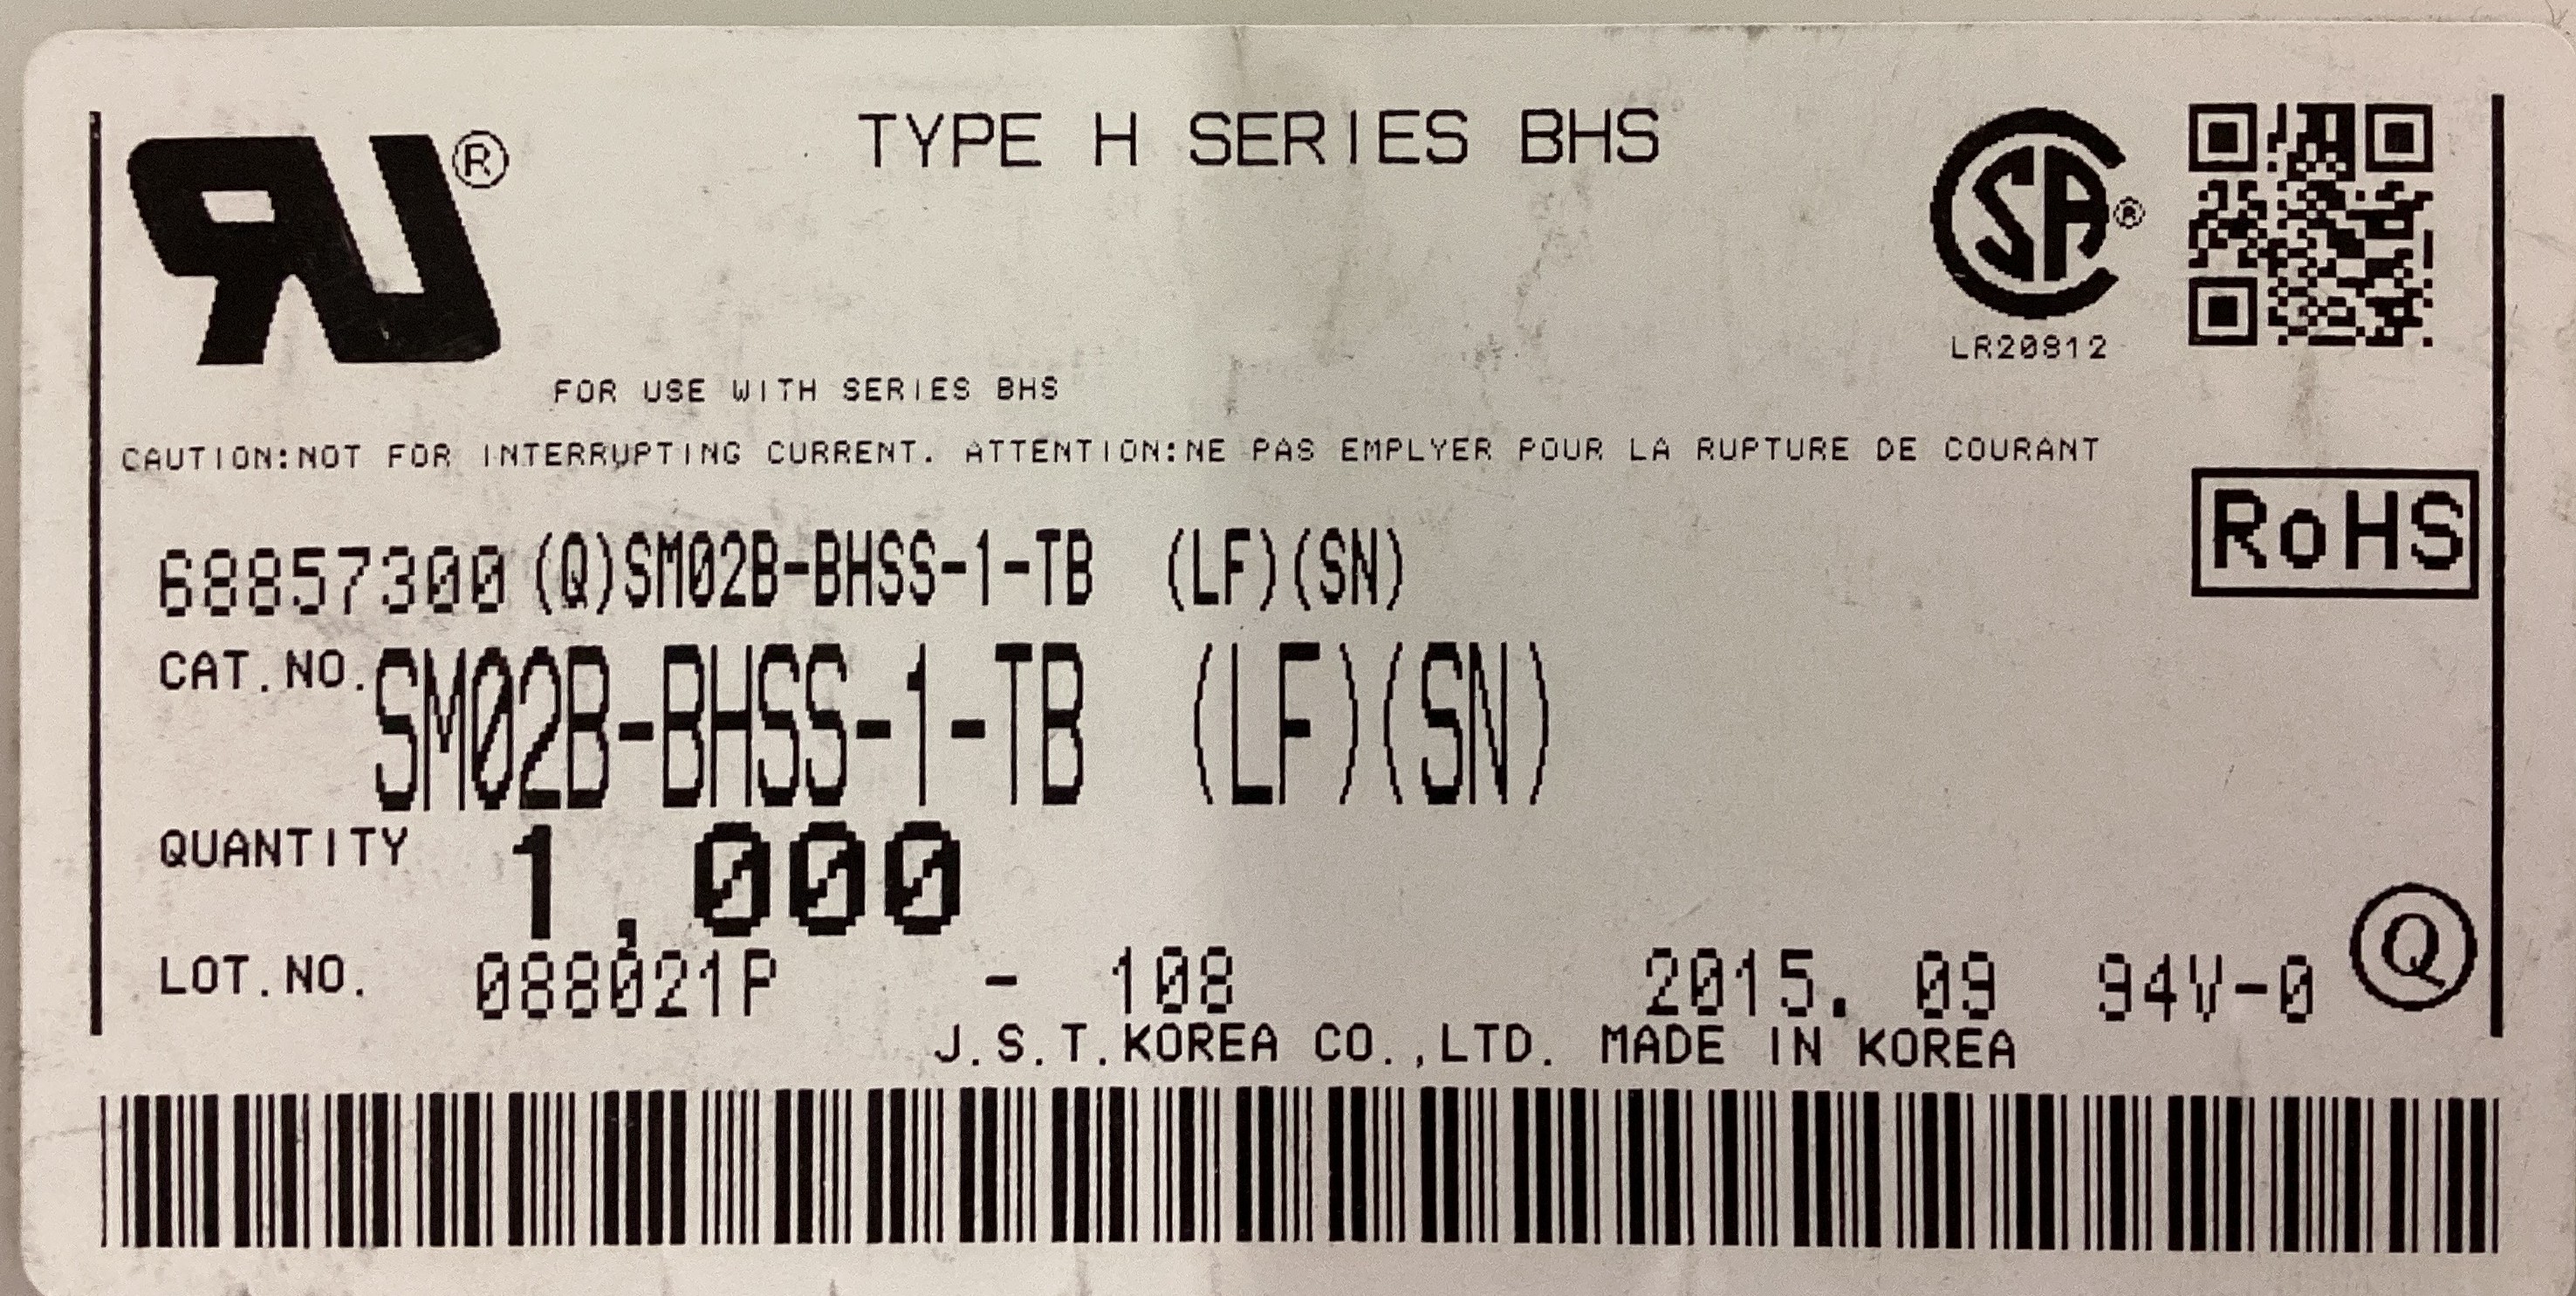 RU®
TYPE H SERIES BHS
CSA®
LR20812
FOR USE WITH SERIES BHS
CAUTION:NOT FOR INTERRUPTING CURRENT. ATTENTION:NE PAS EMPLYER POUR LA RUPTURE DE COURANT
RoHS
68857300 (Q)SM02B-BHSS-1-TB (LF)(SN)
CAT.NO. SM02B-BHSS-1-TB (LF)(SN)
QUANTITY 1,000
LOT.NO. 088021P - 108 2015. 09 94V-0 Q
J.S.T.KOREA CO.,LTD. MADE IN KOREA